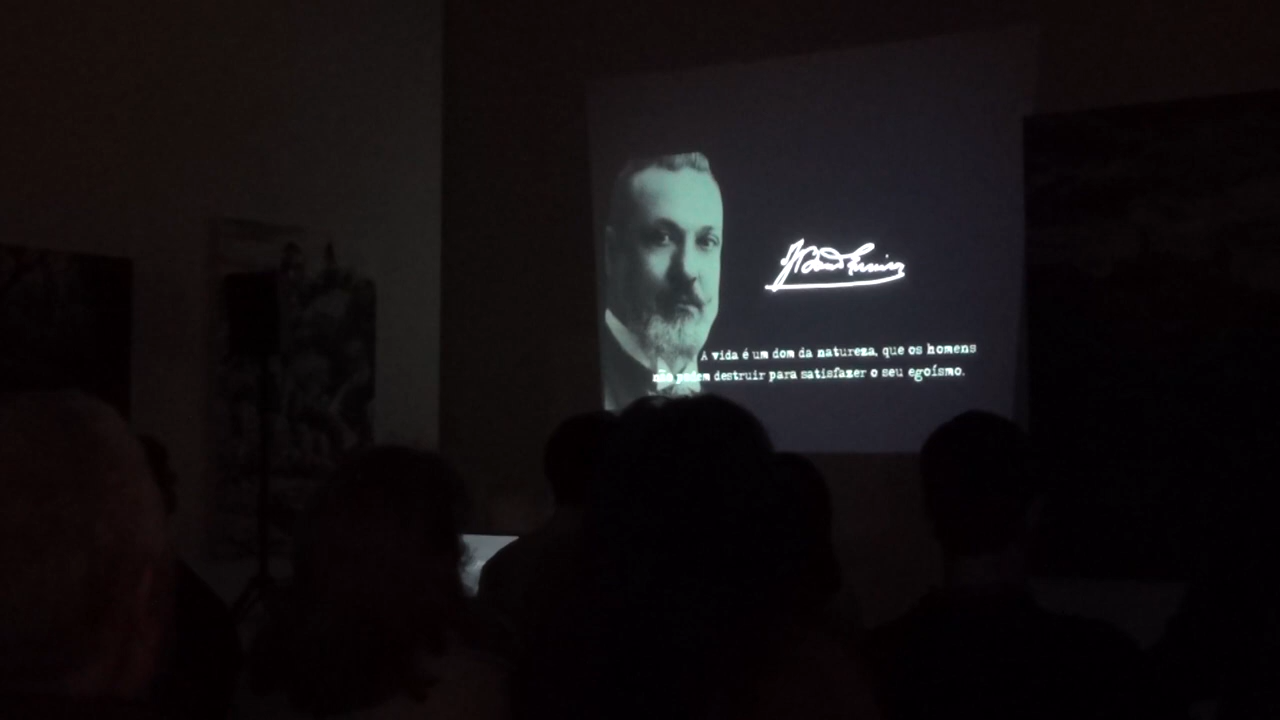 A vida é um dom da natureza, que os homens
não podem destruir para satisfazer o seu egoísmo.